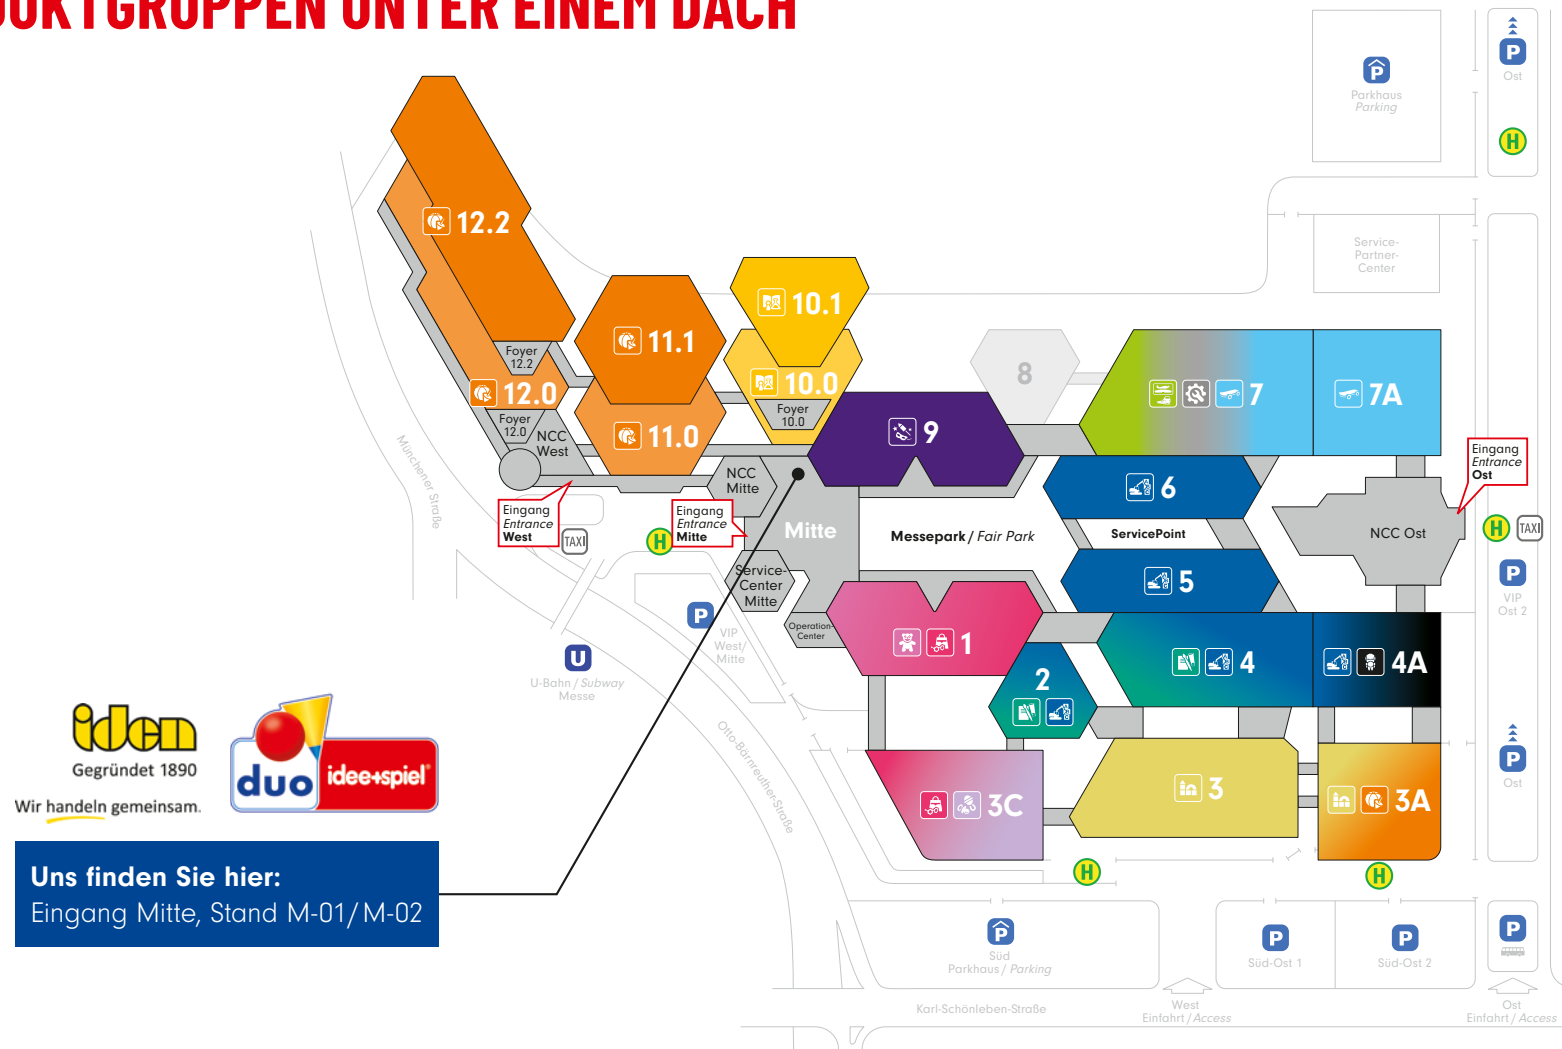 DUKTGRUPPEN UNTER EINEM DACH
P
Ost
H
P
Parkhaus
Parking
Service-
Partner-
Center
12.2
11.1
10.1
Foyer
12.2
12.0
Foyer
12.0
NCC
West
11.0
10.0
Foyer
10.0
9
8
7
7A
Eingang
Entrance
Ost
NCC
Mitte
6
Eingang
Entrance
West
TAXI
H
Eingang
Entrance
Mitte
Mitte
Messepark / Fair Park
ServicePoint
NCC Ost
H
TAXI
Münchener Straße
Service-
Center
Mitte
5
P
VIP
Ost 2
P
VIP
West/
Mitte
Operation-
Center
1
2
4
4A
U
U-Bahn / Subway
Messe
Otto-Bärnreuther-Straße
3C
3
3A
P
Ost
iden
Gegründet 1890
Wir handeln gemeinsam.
duo
idee+spiel®
Uns finden Sie hier:
Eingang Mitte, Stand M-01/M-02
H
H
P
Süd
Parkhaus / Parking
P
Süd-Ost 1
P
Süd-Ost 2
P
Karl-Schönleben-Straße
West
Einfahrt / Access
Ost
Einfahrt / Access